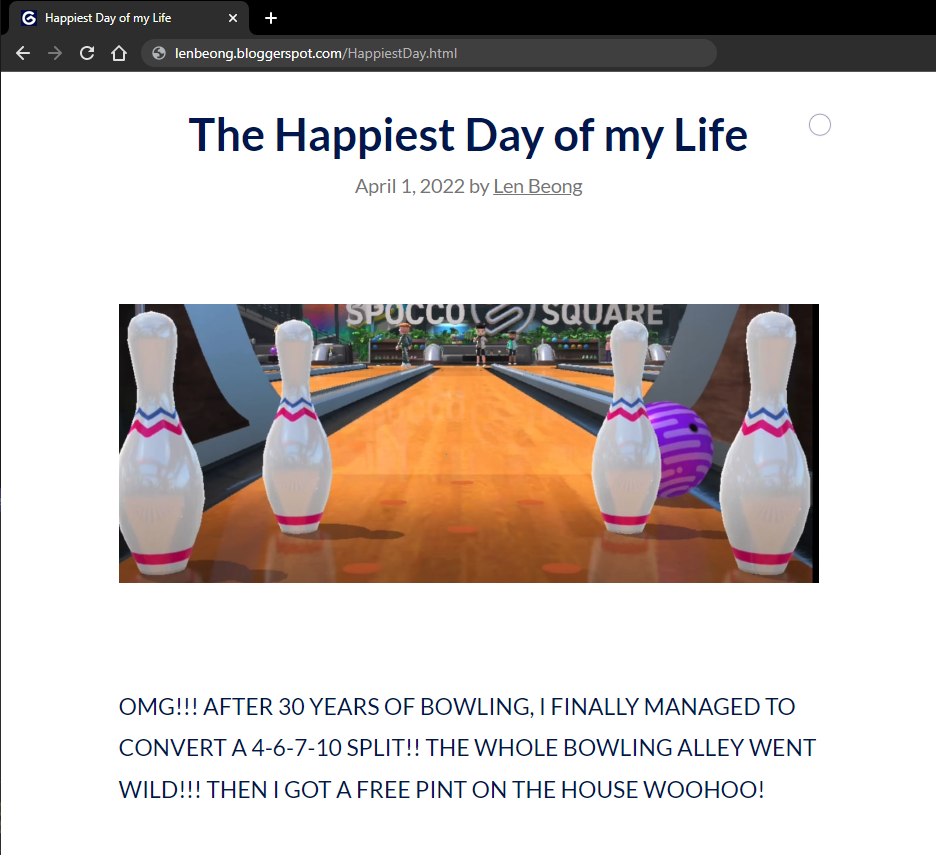 Happiest Day of my Life
lenbeong.bloggerspot.com/HappiestDay.html
The Happiest Day of my Life
April 1, 2022 by Len Beong
SPOCCO SQUARE
OMG!!! AFTER 30 YEARS OF BOWLING, I FINALLY MANAGED TO
CONVERT A 4-6-7-10 SPLIT!! THE WHOLE BOWLING ALLEY WENT
WILD!!! THEN I GOT A FREE PINT ON THE HOUSE WOOHOO!